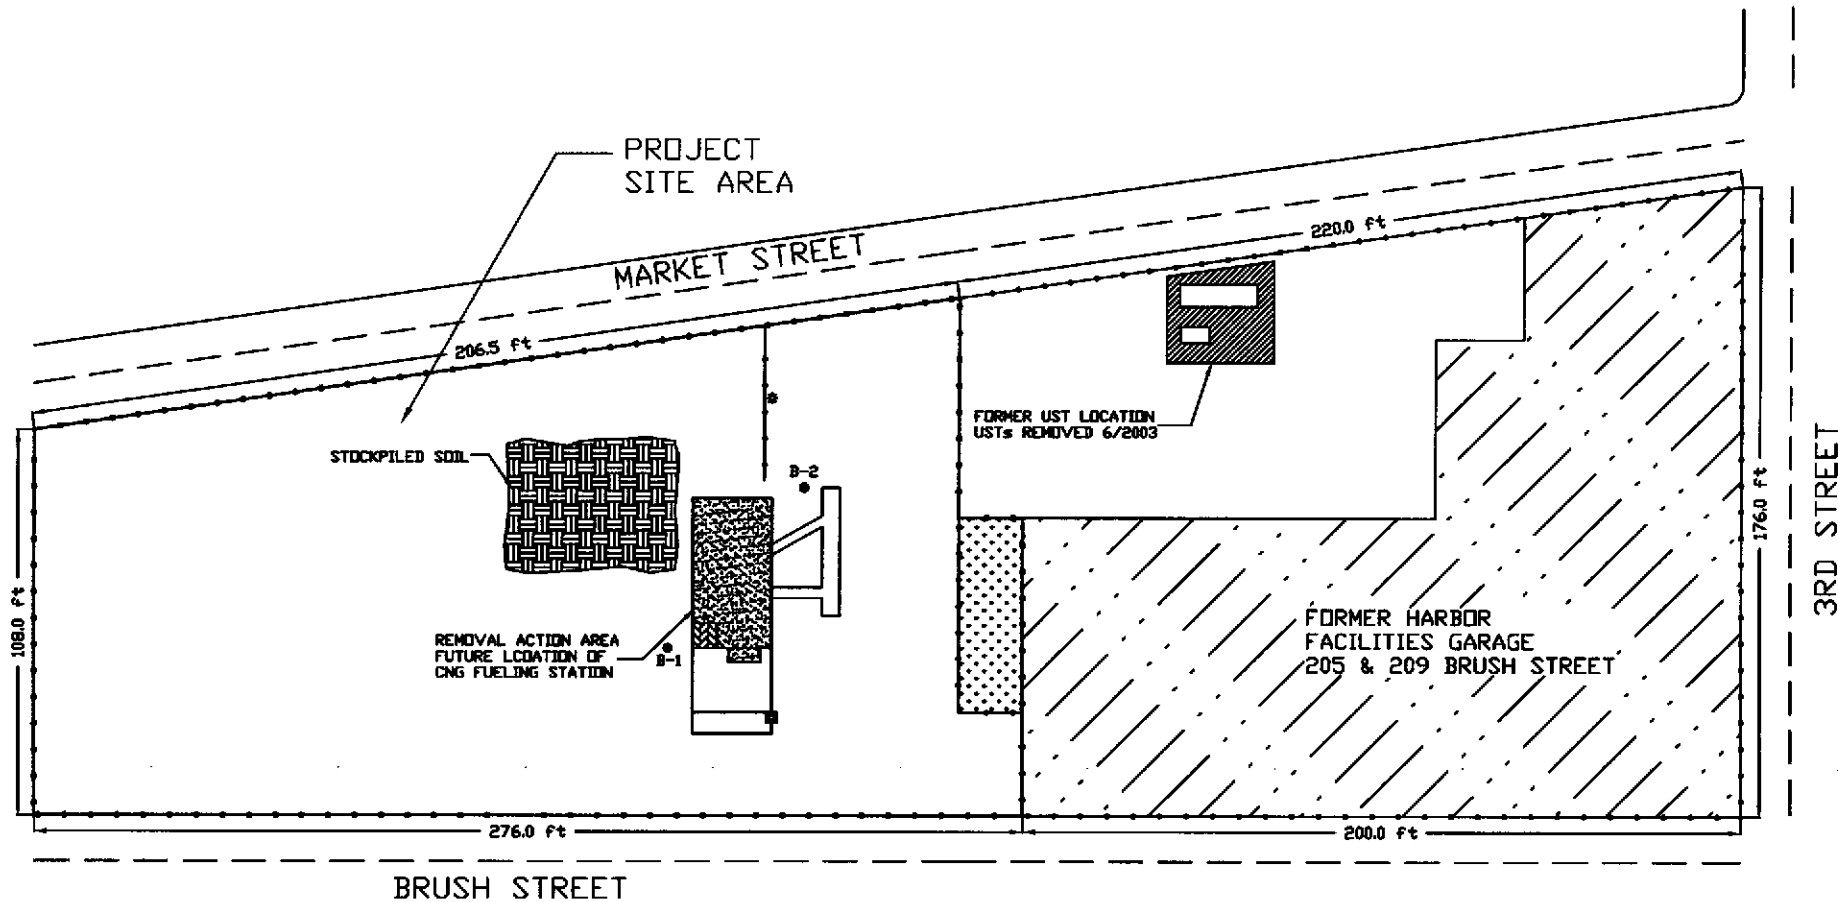 PROJECT
SITE AREA
MARKET STREET
220.0 ft
206.5 ft
FORMER UST LOCATION
USTs REMOVED 6/2003
STOCKPILED SOIL
B-2
176.0 ft
3RD STREET
108.0 ft
REMOVAL ACTION AREA
FUTURE LCOATION OF
CNG FUELING STATION
B-1
FORMER HARBOR
FACILITIES GARAGE
205 & 209 BRUSH STREET
276.0 ft
200.0 ft
BRUSH STREET